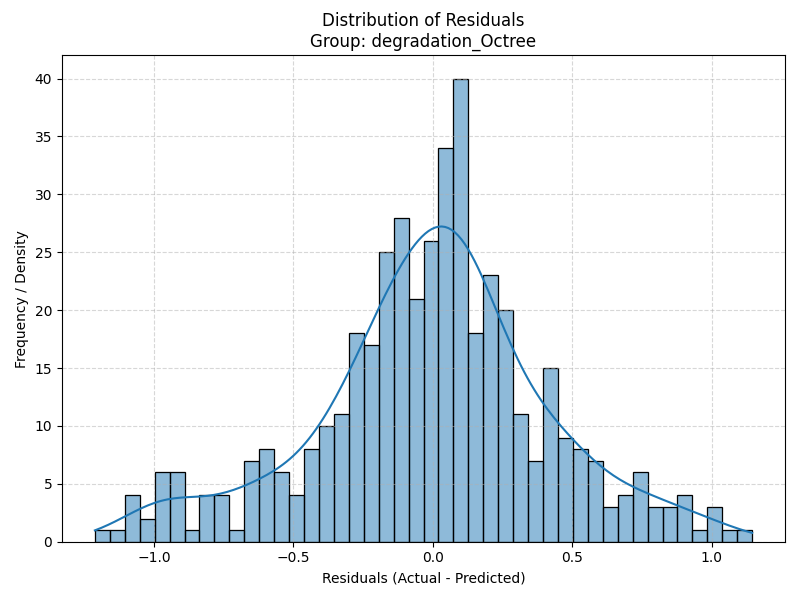 Distribution of Residuals
Group: degradation_Octree
40
35
30
25
20
15
10
5
0
Frequency / Density
−1.0 −0.5 0.0 0.5 1.0
Residuals (Actual - Predicted)